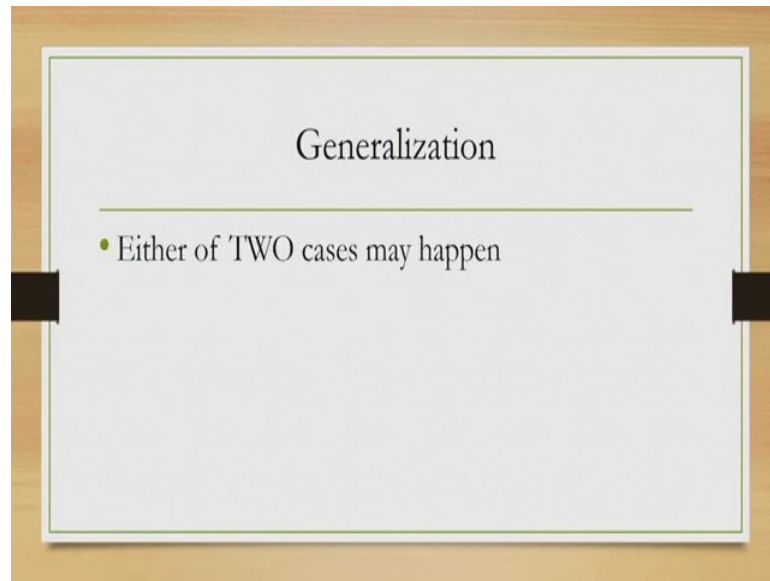 Generalization
• Either of TWO cases may happen